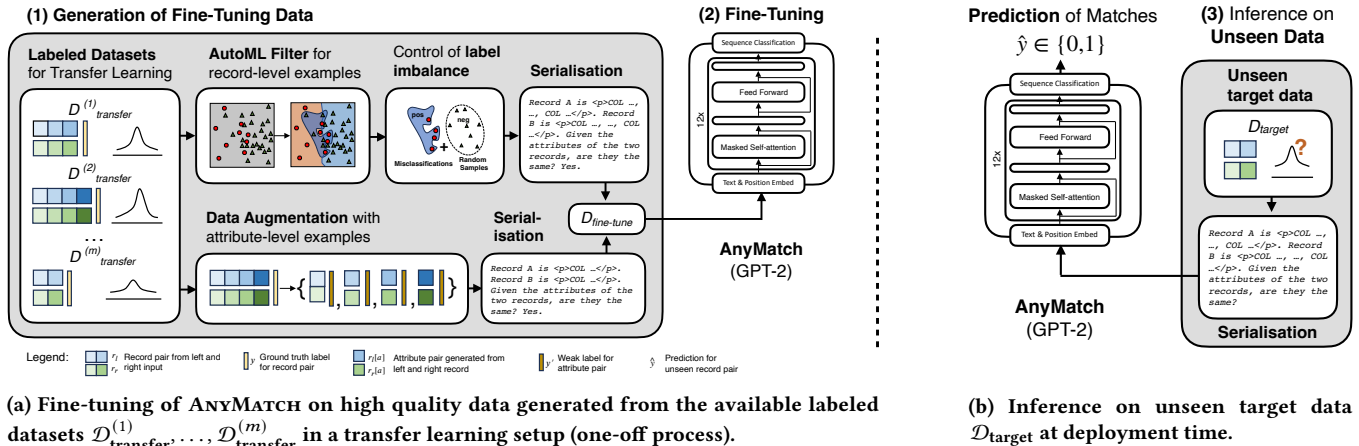 (1) Generation of Fine-Tuning Data
Labeled Datasets
for Transfer Learning
D^{(1)}_{transfer}
D^{(2)}_{transfer}
...
D^{(m)}_{transfer}
AutoML Filter for
record-level examples
Control of label
imbalance
pos
neg
+
Misclassifications
Random
Samples
Serialisation
Record A is <p>COL …,
…, COL …</p>. Record
B is <p>COL …, …, COL
…</p>. Given the
attributes of the two
records, are they the
same? Yes.
Data Augmentation with
attribute-level examples
{ , , , }
Serial-
isation
Record A is <p>COL …</p>.
Record B is <p>COL …</p>.
Given the attributes of the
two records, are they the
same? Yes.
D_{fine-tune}
(2) Fine-Tuning
Sequence Classification
Feed Forward
12x
Masked Self-attention
Text & Position Embed
AnyMatch
(GPT-2)
Legend:
r_l
r_r
Record pair from left and
right input
y Ground truth label
for record pair
r_l[a]
r_r[a]
Attribute pair generated from
left and right record
y' Weak label for
attribute pair
ŷ Prediction for
unseen record pair
(a) Fine-tuning of ANYMATCH on high quality data generated from the available labeled
datasets D^{(1)}_{transfer}, . . . , D^{(m)}_{transfer} in a transfer learning setup (one-off process).
Prediction of Matches
ŷ ∈ {0,1}
Sequence Classification
Feed Forward
12x
Masked Self-attention
Text & Position Embed
AnyMatch
(GPT-2)
(3) Inference on
Unseen Data
Unseen
target data
D_{target}
?
Record A is <p>COL …,
…, COL …</p>. Record
B is <p>COL …, …, COL
…</p>. Given the
attributes of the two
records, are they the
same?
Serialisation
(b) Inference on unseen target data
D_{target} at deployment time.